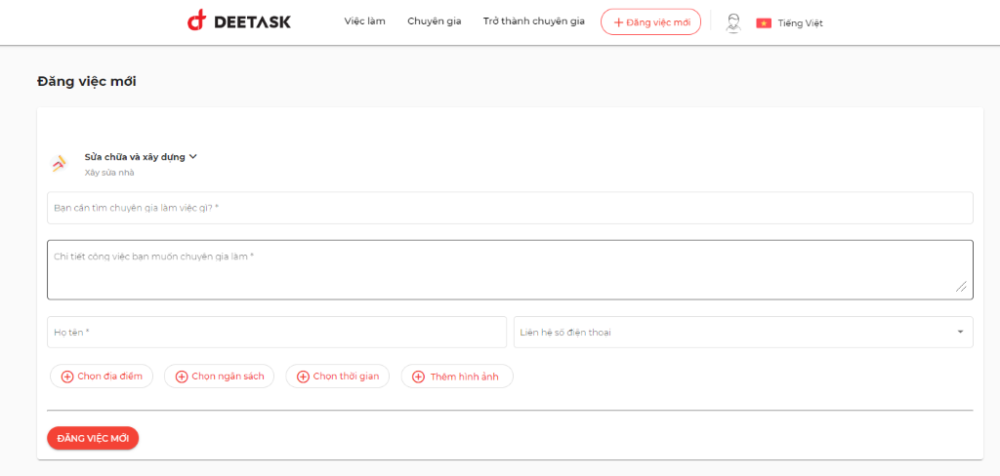 DEETASK Việc làm Chuyên gia Trở thành chuyên gia Đăng việc mới Tiếng Việt
Đăng việc mới
Sửa chữa và xây dựng
Xây sửa nhà
Bạn cần tìm chuyên gia làm việc gì? *
Chi tiết công việc bạn muốn chuyên gia làm *
Họ tên * Liên hệ số điện thoại
Chọn địa điểm Chọn ngân sách Chọn thời gian Thêm hình ảnh
ĐĂNG VIỆC MỚI